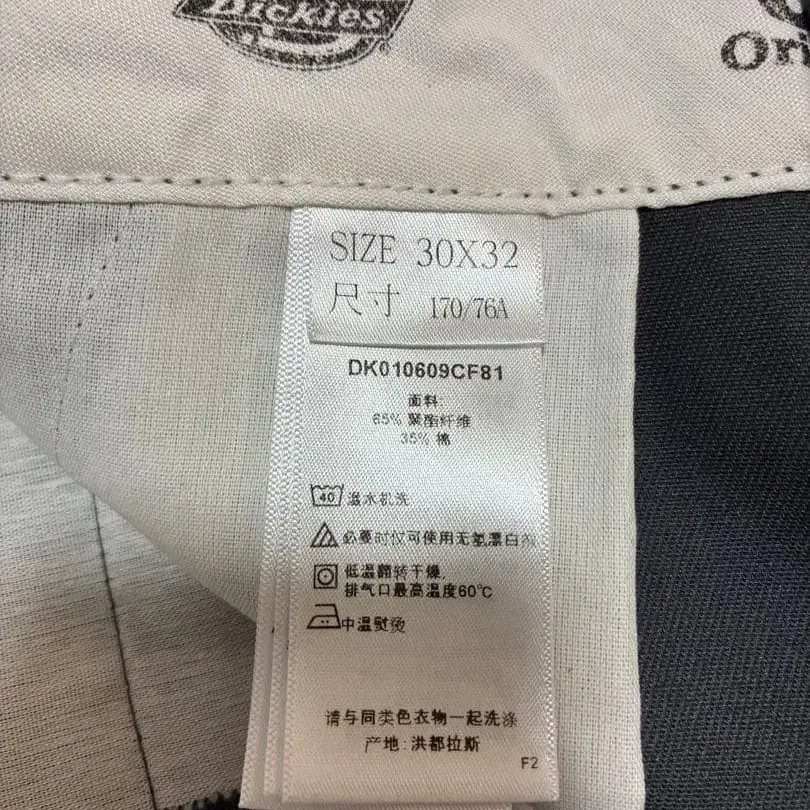 Dickies
Ori
SIZE 30X32
尺寸 170/76A
DK010609CF81
面料:
65% 聚酯纤维
35% 棉
40 温水机洗
必要时仅可使用无氯漂白剂
低温翻转干燥,
排气口最高温度60℃
中温熨烫
请与同类色衣物一起洗涤
产地: 洪都拉斯
F2